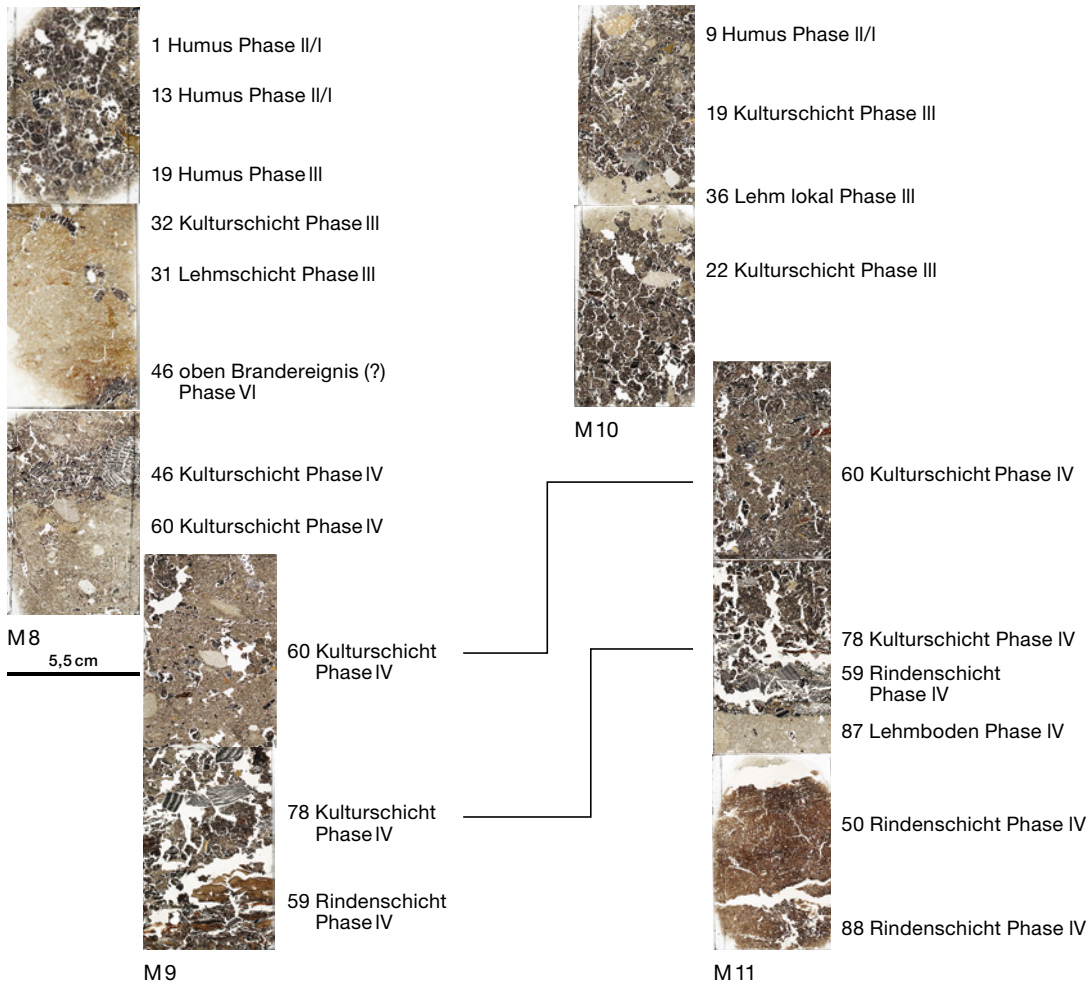 1 Humus Phase II/I
13 Humus Phase II/I
19 Humus Phase III
32 Kulturschicht Phase III
31 Lehmschicht Phase III
46 oben Brandereignis (?)
Phase VI
46 Kulturschicht Phase IV
60 Kulturschicht Phase IV
M 8
5,5 cm
60 Kulturschicht
Phase IV
78 Kulturschicht
Phase IV
59 Rindenschicht
Phase IV
M 9
9 Humus Phase II/I
19 Kulturschicht Phase III
36 Lehm lokal Phase III
22 Kulturschicht Phase III
M 10
60 Kulturschicht Phase IV
78 Kulturschicht Phase IV
59 Rindenschicht
Phase IV
87 Lehmboden Phase IV
50 Rindenschicht Phase IV
88 Rindenschicht Phase IV
M 11